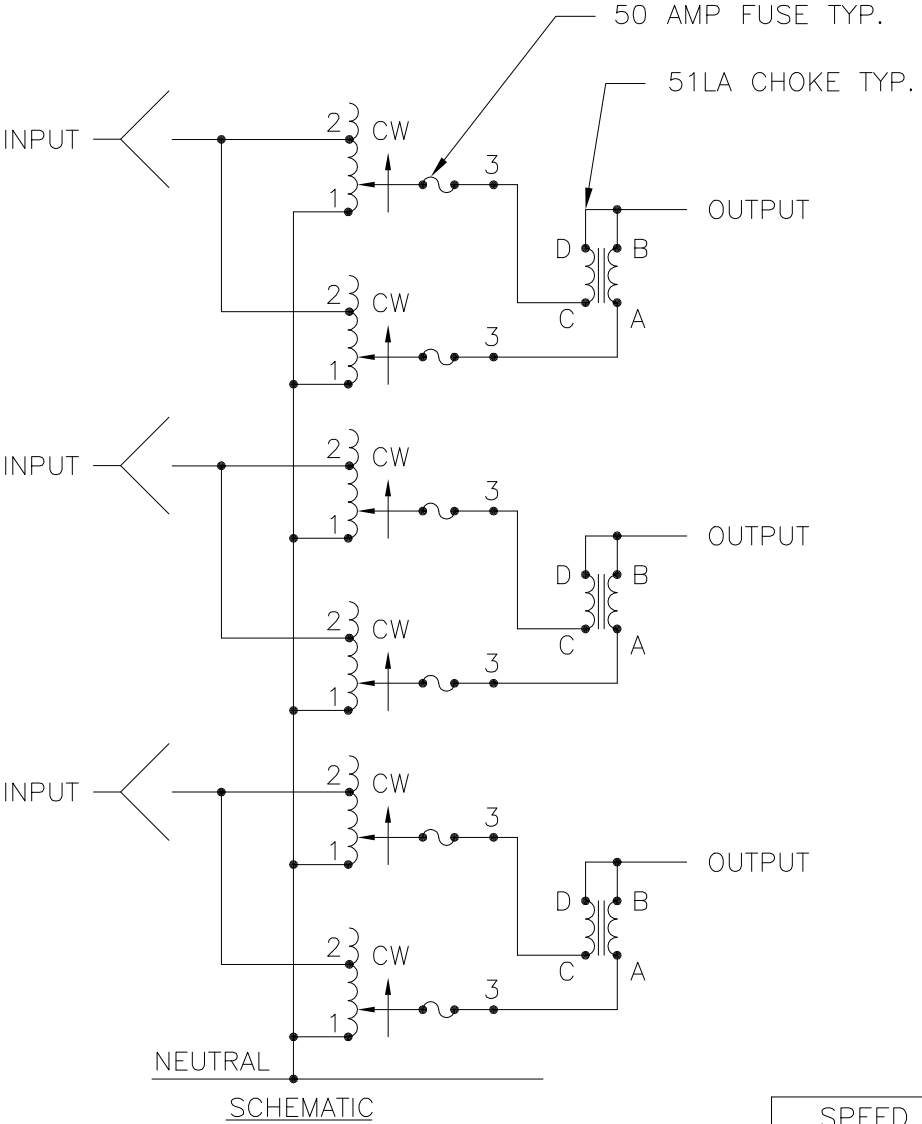 50 AMP FUSE TYP.
51LA CHOKE TYP.
INPUT
2 CW
3
1
OUTPUT
D B
C A
2 CW
3
1
INPUT
2 CW
3
1
OUTPUT
D B
C A
2 CW
3
1
INPUT
2 CW
3
1
OUTPUT
D B
C A
2 CW
3
1
NEUTRAL
SCHEMATIC
SPEED